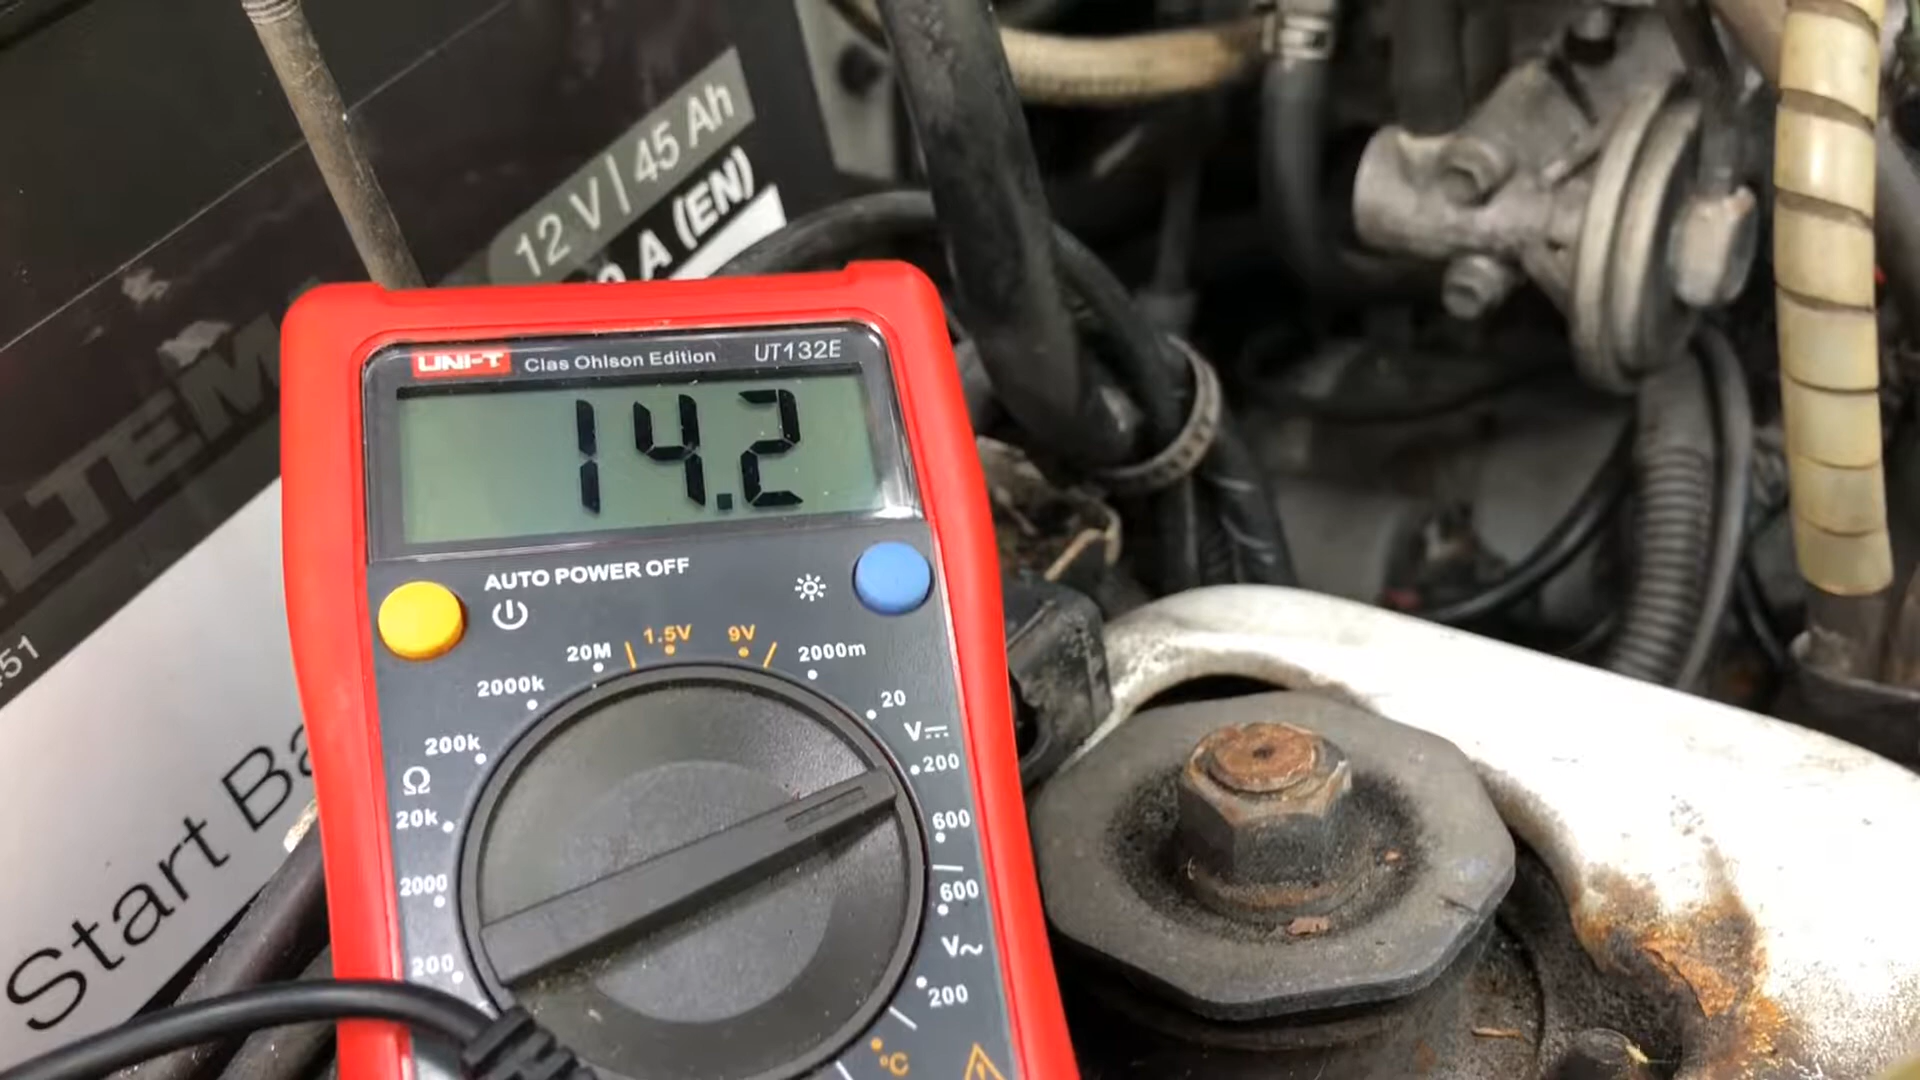 12 V | 45 Ah
A (EN)
LTEM
51
Start Ba
UNI-T Clas Ohlson Edition UT132E
14.2
AUTO POWER OFF
1.5V 9V
20M 2000m
2000k 20
V⎓
200k 200
Ω
20k 600
2000 600
V~
200 200
°C